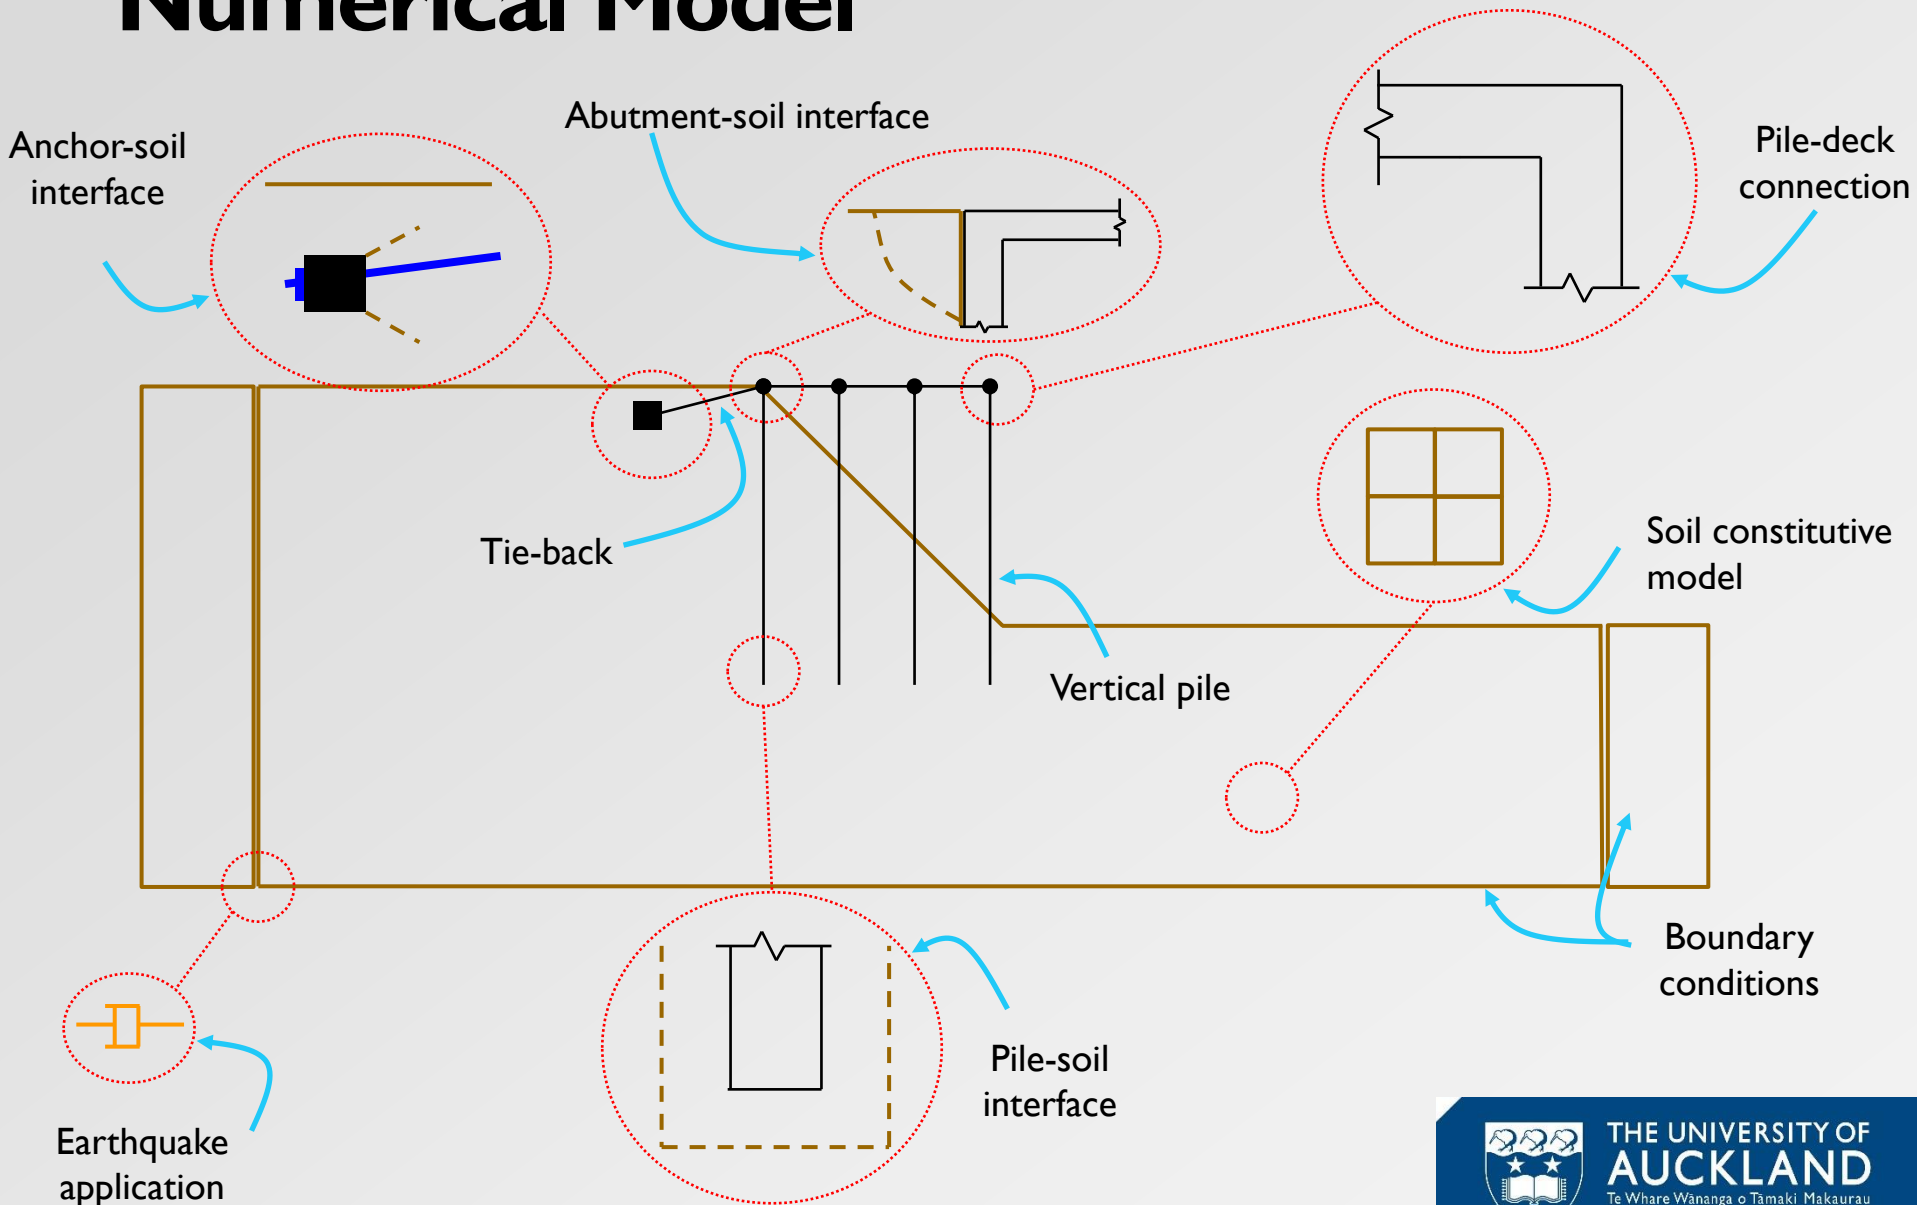 Numerical Model
Abutment-soil interface
Anchor-soil
interface
Pile-deck
connection
Tie-back
Soil constitutive
model
Vertical pile
Boundary
conditions
Pile-soil
interface
Earthquake
application
THE UNIVERSITY OF
AUCKLAND
Te Whare Wānanga o Tāmaki Makaurau